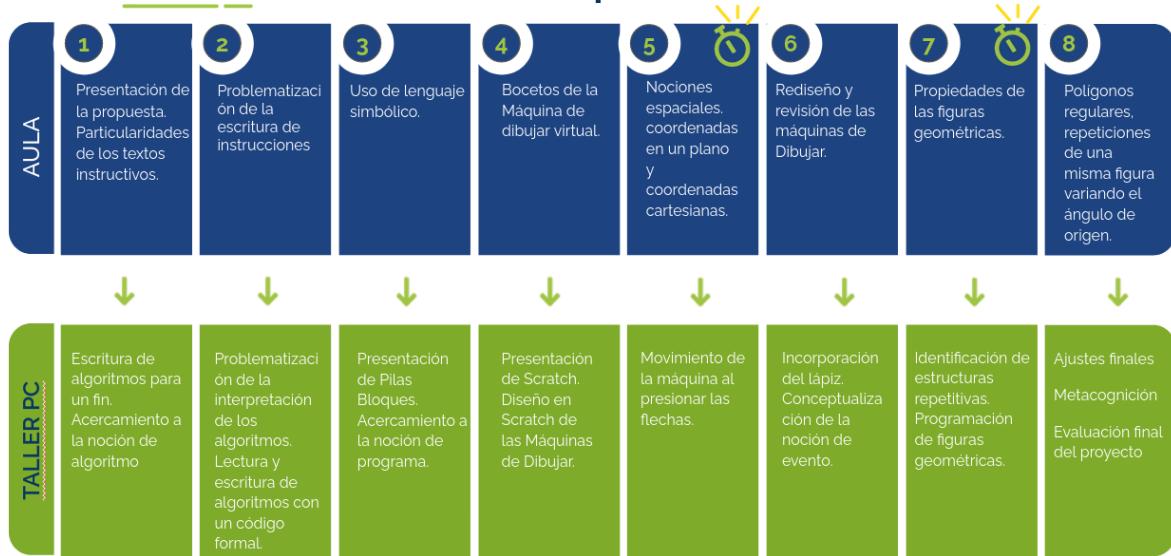 AULA
1
Presentación de
la propuesta.
Particularidades
de los textos
instructivos.
2
Problematizaci
ón de la
escritura de
instrucciones
3
Uso de lenguaje
simbólico.
4
Bocetos de la
Máquina de
dibujar virtual.
5
Nociones
espaciales.
coordenadas
en un plano
y
coordenadas
cartesianas.
6
Rediseño y
revisión de las
máquinas de
Dibujar.
7
Propiedades de
las figuras
geométricas.
8
Polígonos
regulares,
repeticiones
de una
misma figura
variando el
ángulo de
origen.
TALLER PC
Escritura de
algoritmos para
un fin.
Acercamiento a
la noción de
algoritmo
Problematizaci
ón de la
interpretación
de los
algoritmos.
Lectura y
escritura de
algoritmos con
un código
formal.
Presentación
de Pilas
Bloques.
Acercamiento a
la noción de
programa.
Presentación
de Scratch.
Diseño en
Scratch de
las Máquinas
de Dibujar.
Movimiento de
la máquina al
presionar las
flechas.
Incorporación
del lápiz.
Conceptualiza
ción de la
noción de
evento.
Identificación de
estructuras
repetitivas.
Programación
de figuras
geométricas.
Ajustes finales
Metacognición
Evaluación final
del proyecto